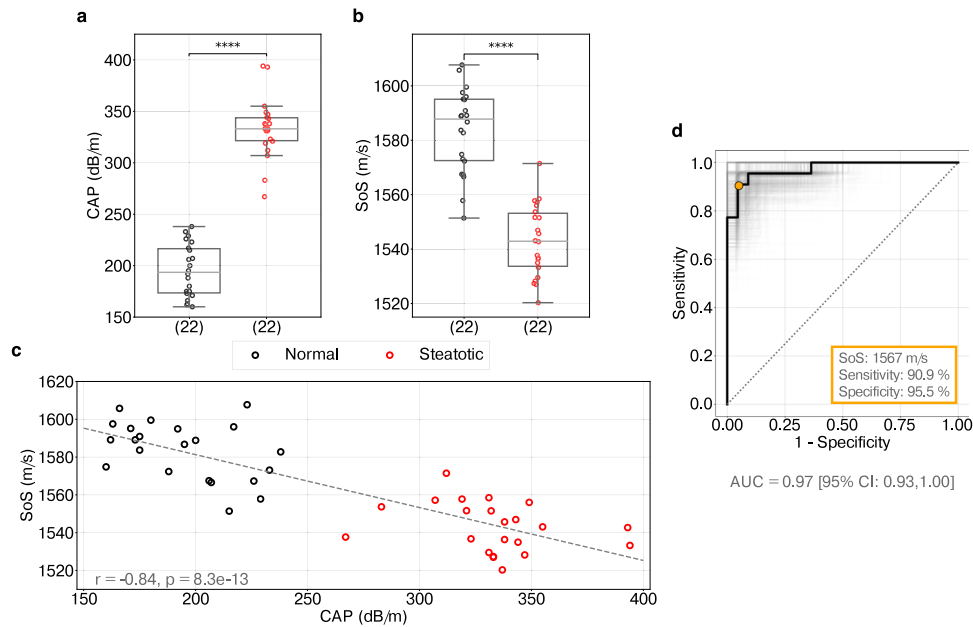 a
****
CAP (dB/m)
400
350
300
250
200
150
(22)
(22)
b
****
SoS (m/s)
1600
1580
1560
1540
1520
(22)
(22)
Normal
Steatotic
c
SoS (m/s)
1620
1600
1580
1560
1540
1520
r = -0.84, p = 8.3e-13
150
200
250
300
350
400
CAP (dB/m)
d
Sensitivity
1.0
0.8
0.6
0.4
0.2
0.0
SoS: 1567 m/s
Sensitivity: 90.9 %
Specificity: 95.5 %
0.00
0.25
0.50
0.75
1.00
1 - Specificity
AUC = 0.97 [95% CI: 0.93,1.00]